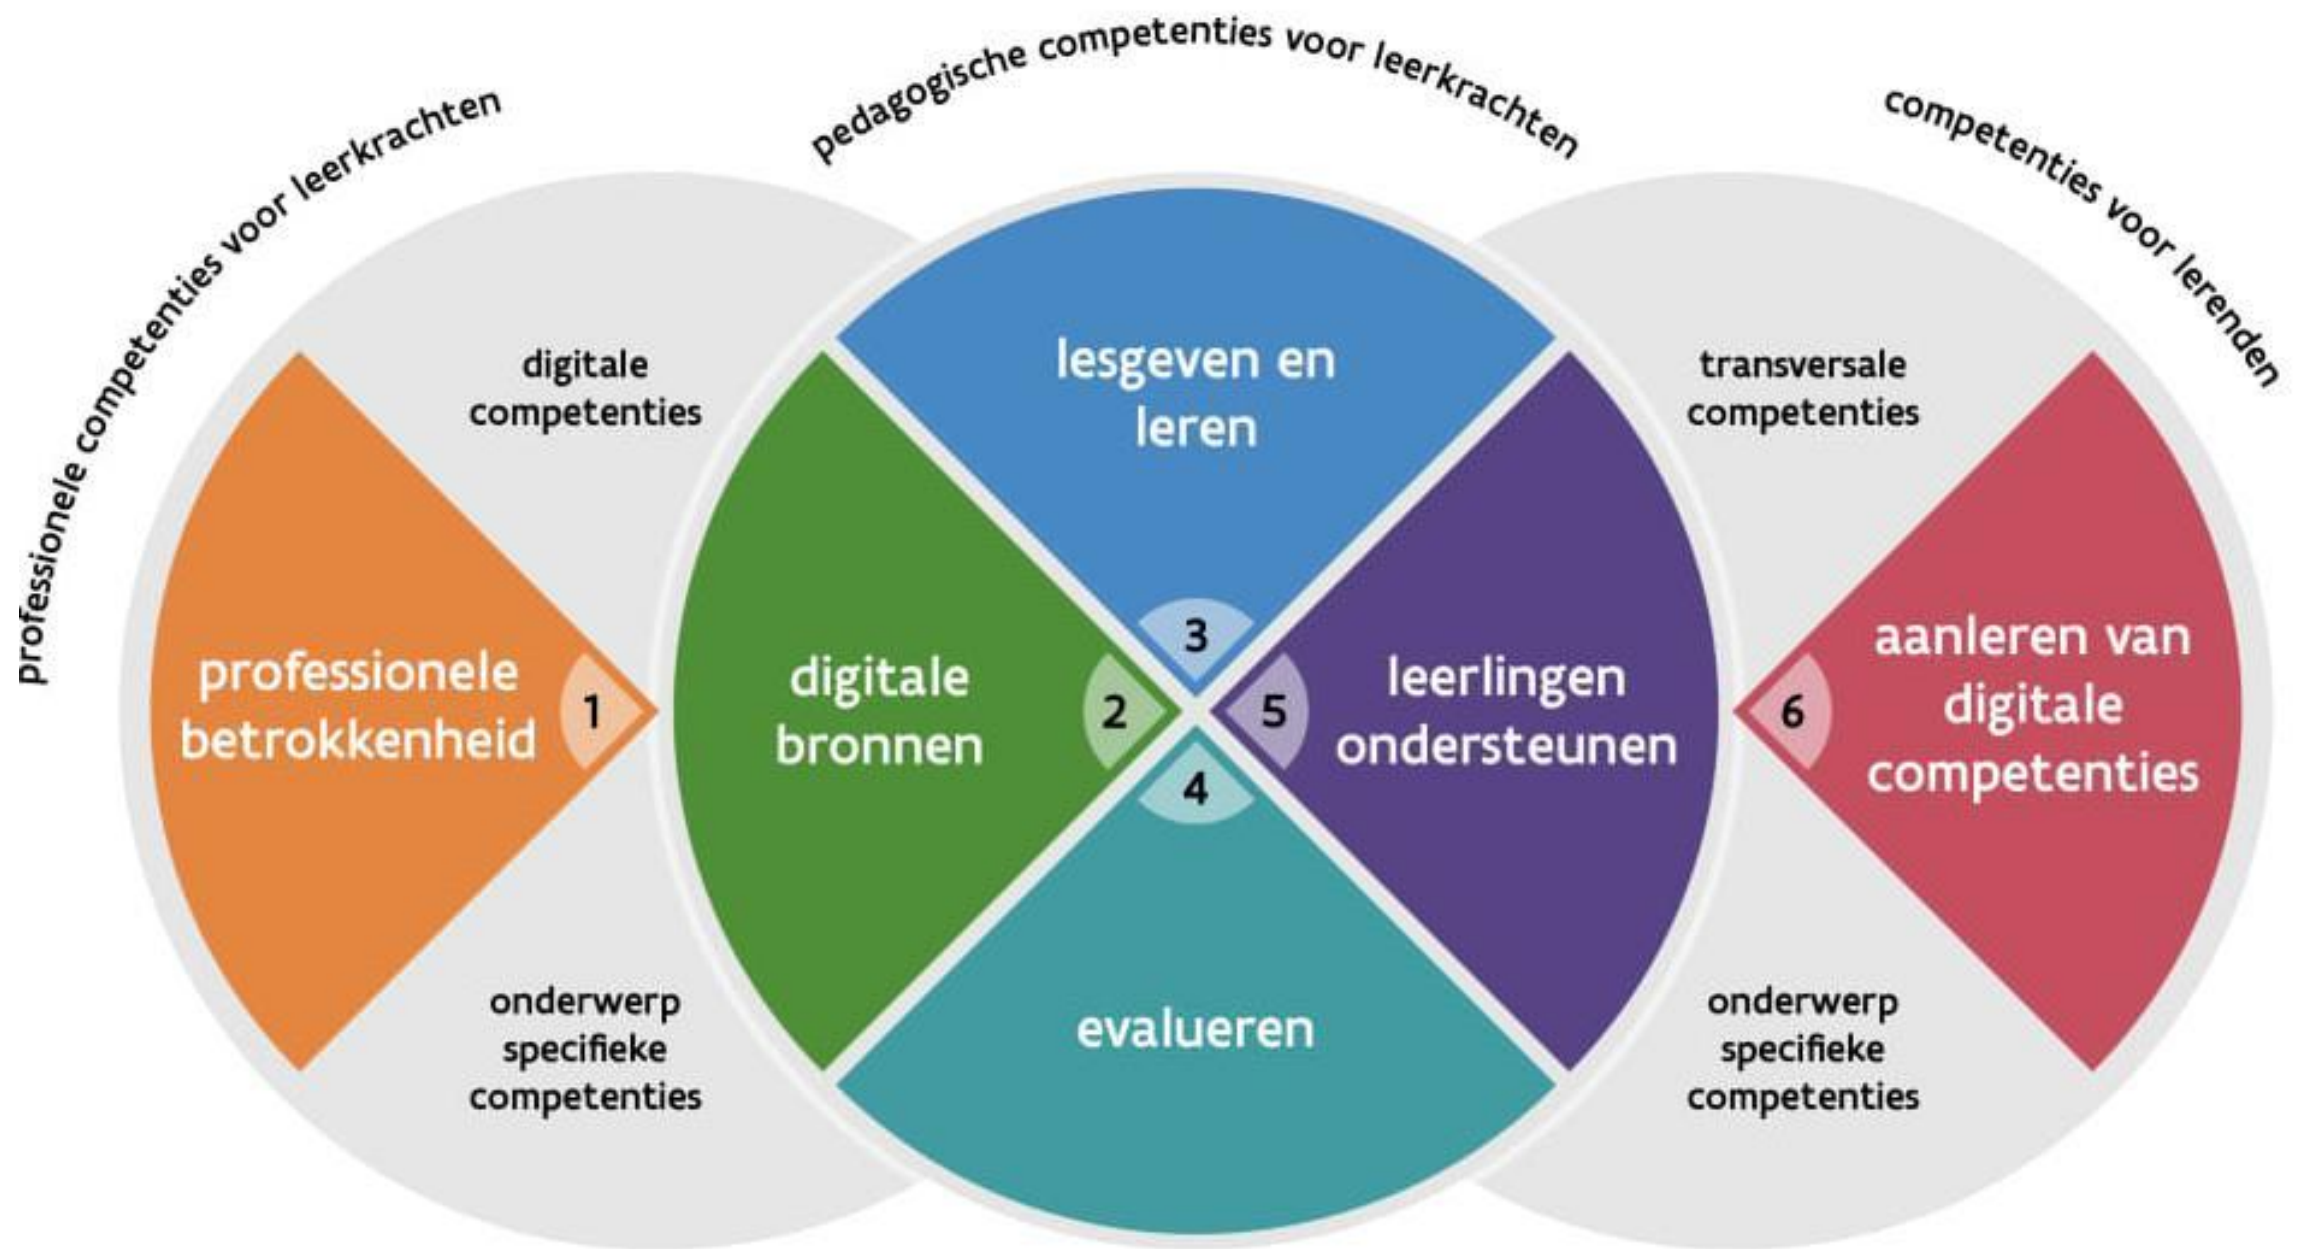 professionele competenties voor leerkrachten
pedagogische competenties voor leerkrachten
competenties voor lerenden
digitale
competenties
professionele
betrokkenheid
1
onderwerp
specifieke
competenties
digitale
bronnen
2
lesgeven en
leren
3
4
evalueren
5
leerlingen
ondersteunen
transversale
competenties
6
aanleren van
digitale
competenties
onderwerp
specifieke
competenties